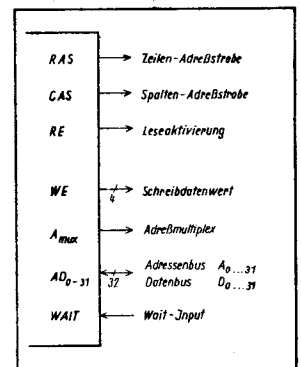 RAS Zeilen-Adreßstrobe
CAS Spalten-Adreßstrobe
RE Leseaktivierung
WE 4 Schreibdatenwert
Amux Adreßmultiplex
AD0-31 32 Adressenbus A0...31
Datenbus D0...31
WAIT Wait-Input